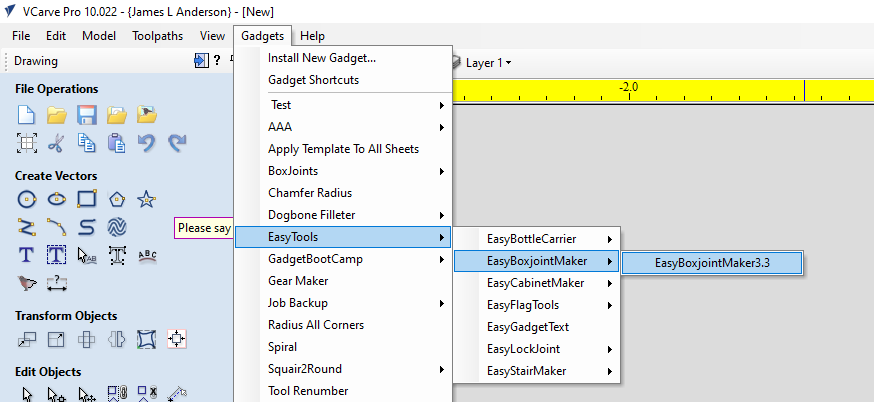 VCarve Pro 10.022 - {James L Anderson} - [New]
File Edit Model Toolpaths View Gadgets Help
Drawing
Layer 1
-2.0
File Operations
Create Vectors
Please say
T T AB T ABC
Transform Objects
Edit Objects
Install New Gadget...
Gadget Shortcuts
Test
AAA
Apply Template To All Sheets
BoxJoints
Chamfer Radius
Dogbone Filleter
EasyTools
GadgetBootCamp
Gear Maker
Job Backup
Radius All Corners
Spiral
Squair2Round
Tool Renumber
EasyBottleCarrier
EasyBoxjointMaker
EasyCabinetMaker
EasyFlagTools
EasyGadgetText
EasyLockJoint
EasyStairMaker
EasyBoxjointMaker3.3